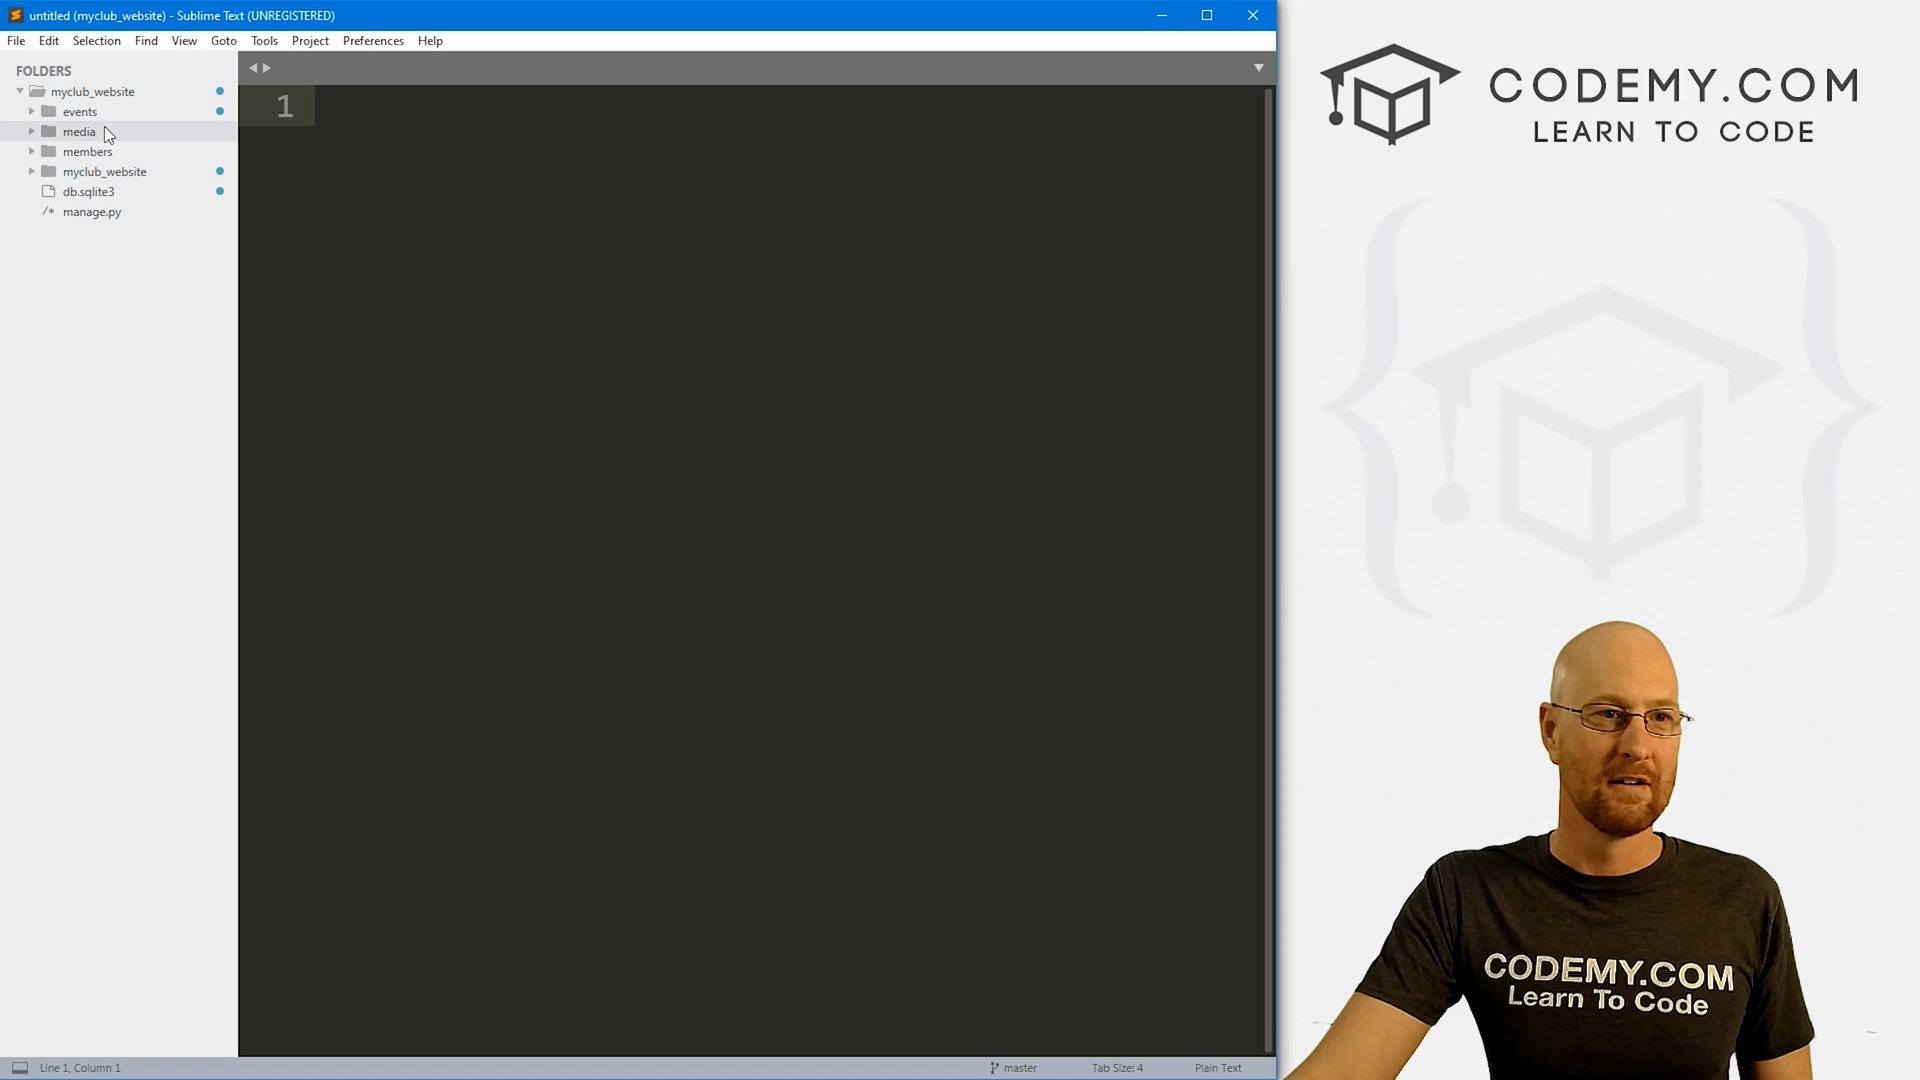 untitled (myclub_website) - Sublime Text (UNREGISTERED)
File Edit Selection Find View Goto Tools Project Preferences Help
FOLDERS
myclub_website
events
media
members
myclub_website
db.sqlite3
/* manage.py
1
CODEMY.COM
LEARN TO CODE
CODEMY.COM
Learn To Code
Line 1, Column 1
master
Tab Size: 4
Plain Text